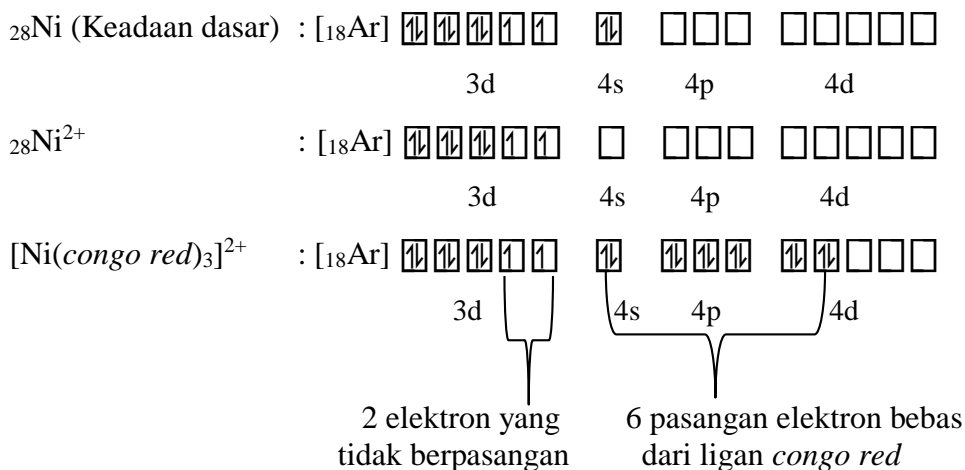 ₂₈Ni (Keadaan dasar) : [₁₈Ar] ⥮ ⥮ ⥮ ↿ ↿ ⥮
3d 4s 4p 4d
₂₈Ni²⁺ : [₁₈Ar] ⥮ ⥮ ⥮ ↿ ↿
3d 4s 4p 4d
[Ni(congo red)₃]²⁺ : [₁₈Ar] ⥮ ⥮ ⥮ ↿ ↿ ⥮ ⥮ ⥮ ⥮ ⥮ ⥮
3d 4s 4p 4d
2 elektron yang
tidak berpasangan
6 pasangan elektron bebas
dari ligan congo red